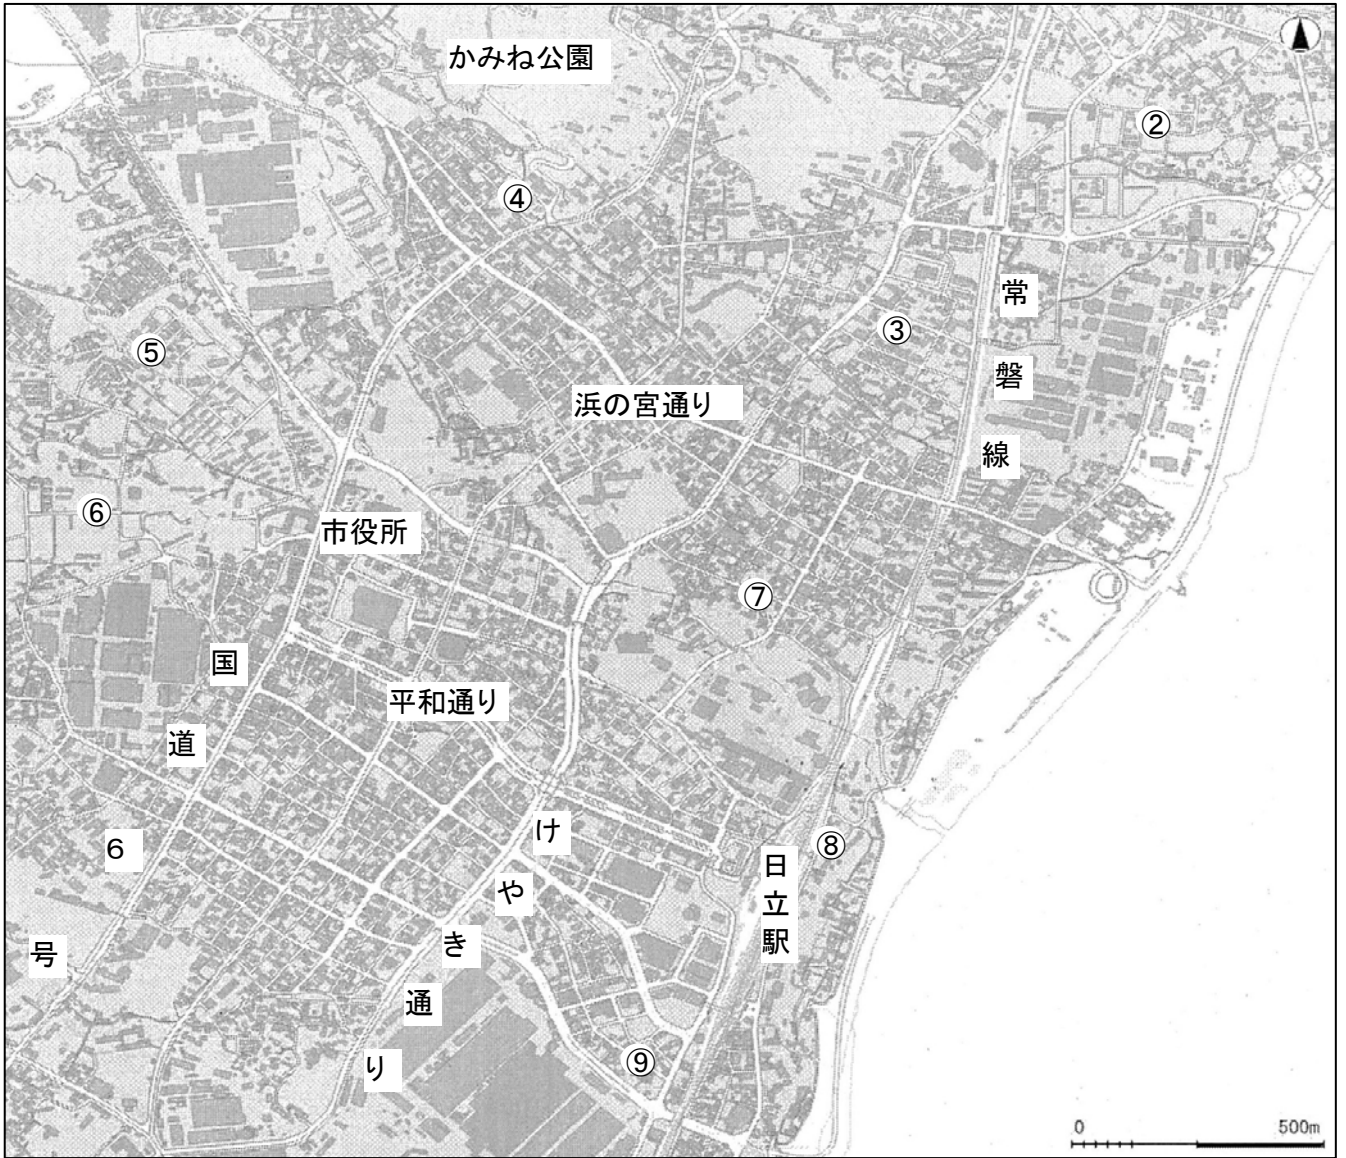 かみね公園
②
④
常磐線
③
⑤
浜の宮通り
⑥
市役所
⑦
国道6号
平和通り
けやき通り
日立駅
⑧
⑨
0 500m